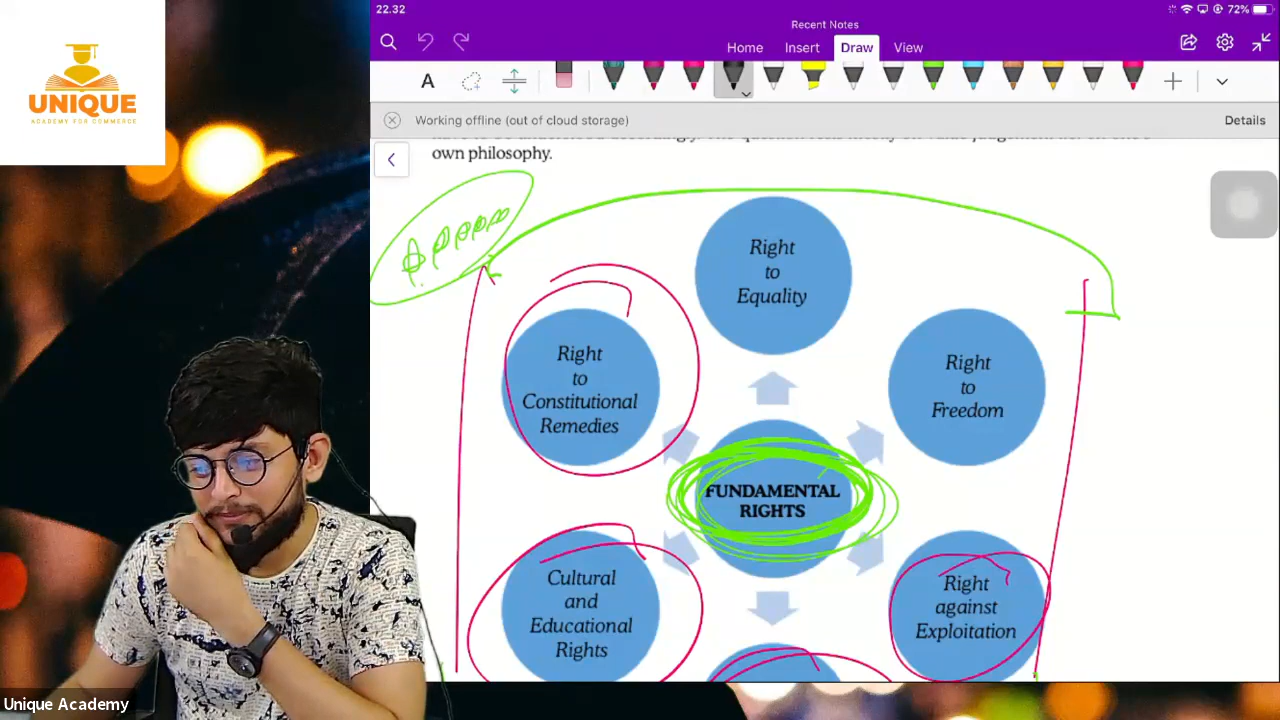 22.32
72%
Recent Notes
Home Insert Draw View
A
Working offline (out of cloud storage)
Details
own philosophy.
UNIQUE
ACADEMY FOR COMMERCE
Right
to
Equality
Right
to
Constitutional
Remedies
Right
to
Freedom
FUNDAMENTAL
RIGHTS
Cultural
and
Educational
Rights
Right
against
Exploitation
Unique Academy